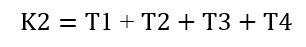 K2 = T1 + T2 + T3 + T4